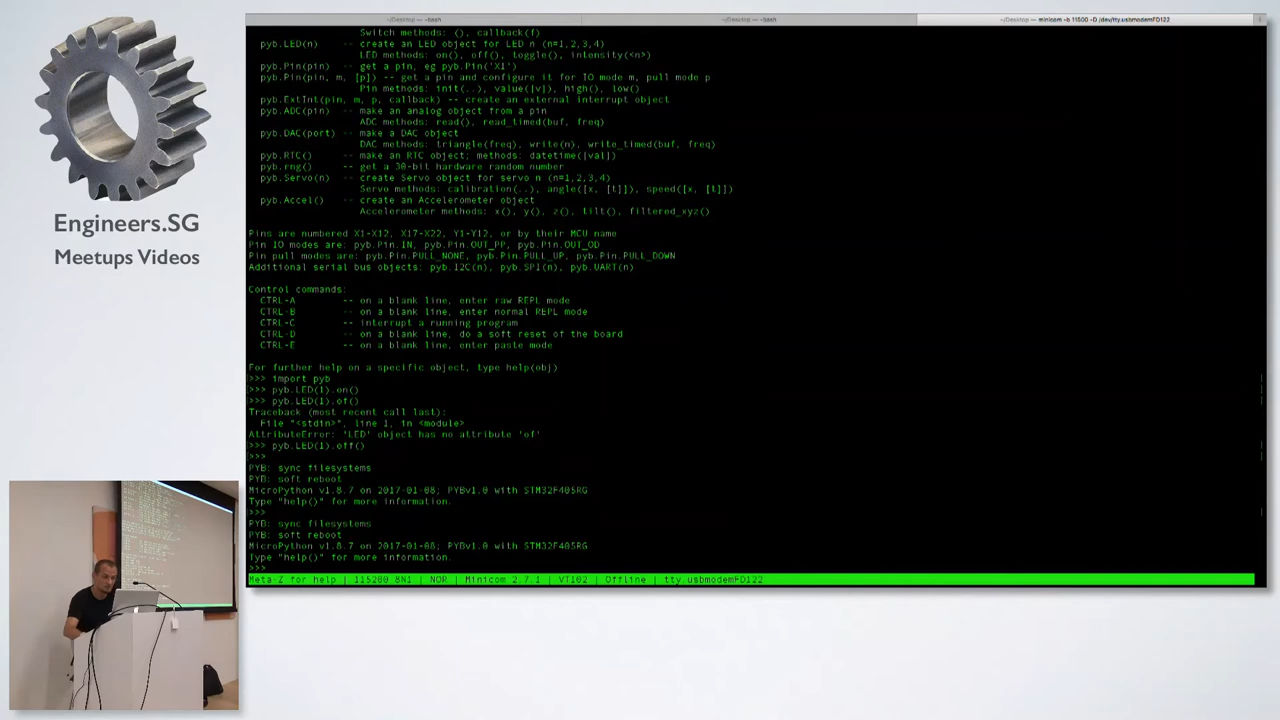 ~/Desktop — -bash
~/Desktop — -bash
~/Desktop — minicom -b 11500 -D /dev/tty.usbmodemFD122
Switch methods: (), callback(f)
pyb.LED(n)    -- create an LED object for LED n (n=1,2,3,4)
LED methods: on(), off(), toggle(), intensity(<n>)
pyb.Pin(pin)  -- get a pin, eg pyb.Pin('X1')
pyb.Pin(pin, m, [p]) -- get a pin and configure it for IO mode m, pull mode p
Pin methods: init(..), value([v]), high(), low()
pyb.ExtInt(pin, m, p, callback) -- create an external interrupt object
pyb.ADC(pin)  -- make an analog object from a pin
ADC methods: read(), read_timed(buf, freq)
pyb.DAC(port) -- make a DAC object
DAC methods: triangle(freq), write(n), write_timed(buf, freq)
pyb.RTC()     -- make an RTC object; methods: datetime([val])
pyb.rng()     -- get a 30-bit hardware random number
pyb.Servo(n)  -- create Servo object for servo n (n=1,2,3,4)
Servo methods: calibration(..), angle([x, [t]]), speed([x, [t]])
pyb.Accel()   -- create an Accelerometer object
Accelerometer methods: x(), y(), z(), tilt(), filtered_xyz()
Pins are numbered X1-X12, X17-X22, Y1-Y12, or by their MCU name
Pin IO modes are: pyb.Pin.IN, pyb.Pin.OUT_PP, pyb.Pin.OUT_OD
Pin pull modes are: pyb.Pin.PULL_NONE, pyb.Pin.PULL_UP, pyb.Pin.PULL_DOWN
Additional serial bus objects: pyb.I2C(n), pyb.SPI(n), pyb.UART(n)
Control commands:
CTRL-A        -- on a blank line, enter raw REPL mode
CTRL-B        -- on a blank line, enter normal REPL mode
CTRL-C        -- interrupt a running program
CTRL-D        -- on a blank line, do a soft reset of the board
CTRL-E        -- on a blank line, enter paste mode
For further help on a specific object, type help(obj)
>>> import pyb
>>> pyb.LED(1).on()
>>> pyb.LED(1).of()
Traceback (most recent call last):
File "<stdin>", line 1, in <module>
AttributeError: 'LED' object has no attribute 'of'
>>> pyb.LED(1).off()
>>>
PYB: sync filesystems
PYB: soft reboot
MicroPython v1.8.7 on 2017-01-08; PYBv1.0 with STM32F405RG
Type "help()" for more information.
>>>
PYB: sync filesystems
PYB: soft reboot
MicroPython v1.8.7 on 2017-01-08; PYBv1.0 with STM32F405RG
Type "help()" for more information.
>>>
Meta-Z for help | 115200 8N1 | NOR | Minicom 2.7.1 | VT102 | Offline | tty.usbmodemFD122
Engineers.SG
Meetups Videos